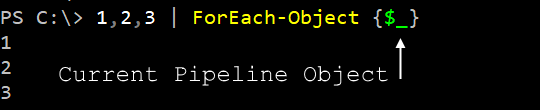 PS C:\> 1,2,3 | ForEach-Object {$_}
1
2
Current Pipeline Object
3